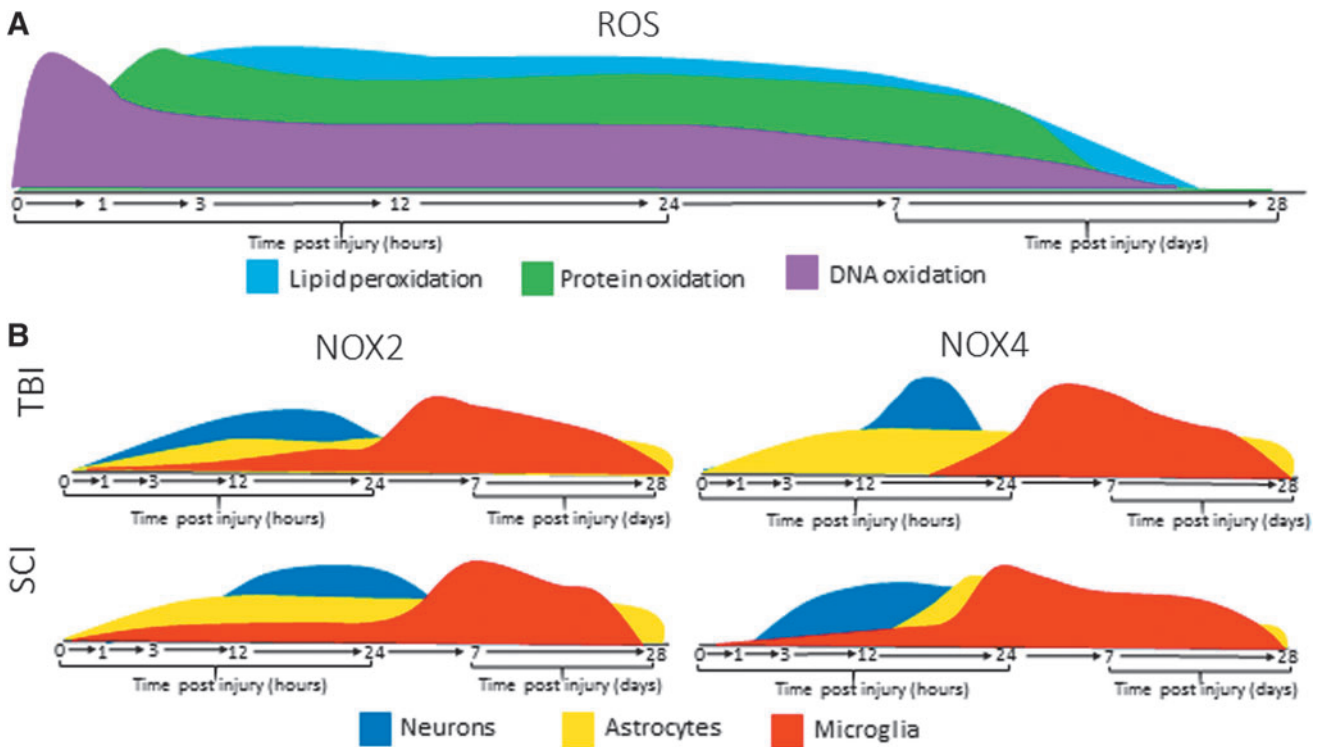 A
ROS
0 1 3 12 24 7 28
Time post injury (hours) Time post injury (days)
Lipid peroxidation Protein oxidation DNA oxidation
B
NOX2 NOX4
TBI
0 1 3 12 24 7 28 0 1 3 12 24 7 28
Time post injury (hours) Time post injury (days) Time post injury (hours) Time post injury (days)
SCI
0 1 3 12 24 7 28 0 1 3 12 24 7 28
Time post injury (hours) Time post injury (days) Time post injury (hours) Time post injury (days)
Neurons Astrocytes Microglia